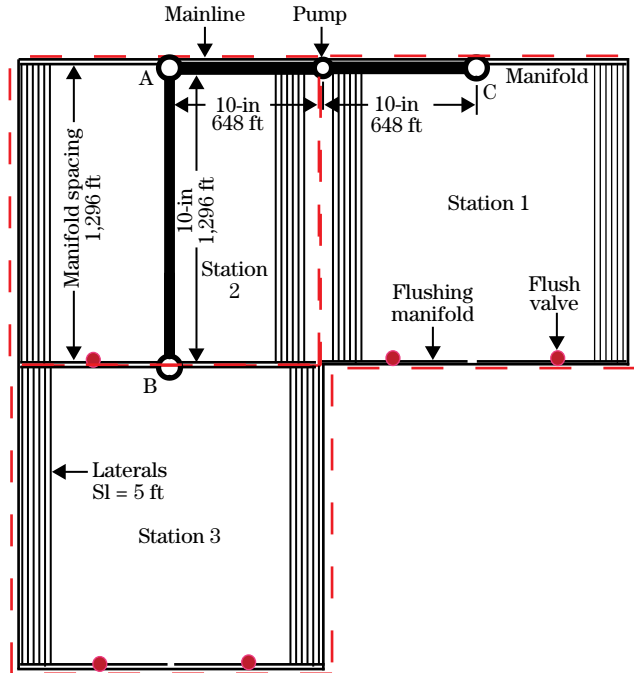 Mainline
Pump
A
C
Manifold
10-in
648 ft
10-in
648 ft
Manifold spacing
1,296 ft
10-in
1,296 ft
Station 1
Station
2
Flushing
manifold
Flush
valve
B
Laterals
Sl = 5 ft
Station 3